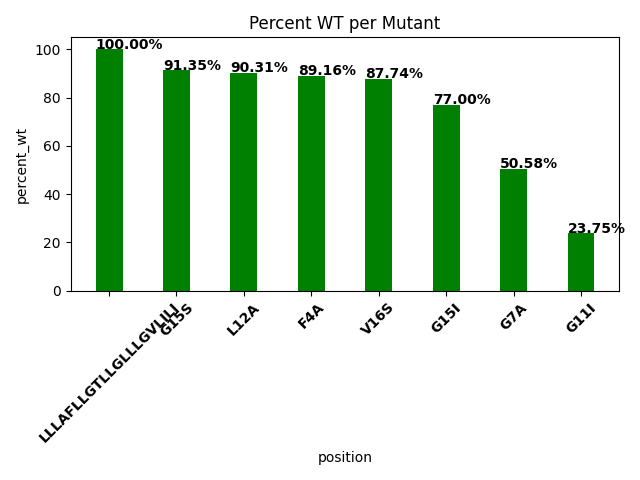 Percent WT per Mutant
100.00%
91.35%
90.31%
89.16%
87.74%
77.00%
50.58%
23.75%
percent_wt
100
80
60
40
20
0
LLLAFLLGTLLGLLLGVLILI
G15S
L12A
F4A
V16S
G15I
G7A
G11I
position